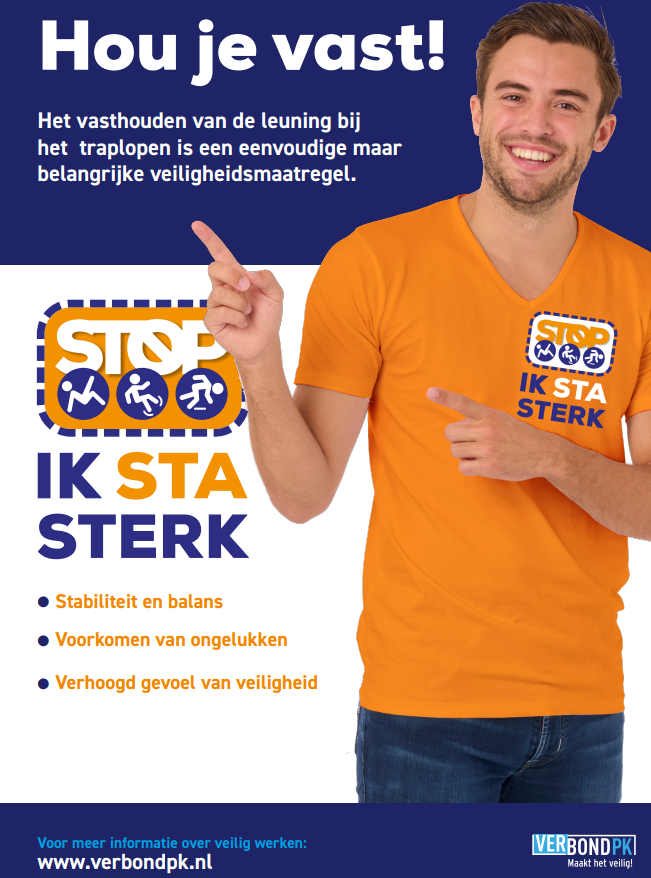 Hou je vast!
Het vasthouden van de leuning bij
het traplopen is een eenvoudige maar
belangrijke veiligheidsmaatregel.
STOP
IK STA
STERK
STOP
IK STA
STERK
Stabiliteit en balans
Voorkomen van ongelukken
Verhoogd gevoel van veiligheid
Voor meer informatie over veilig werken:
www.verbondpk.nl
VERBONDPK
Maakt het veilig!